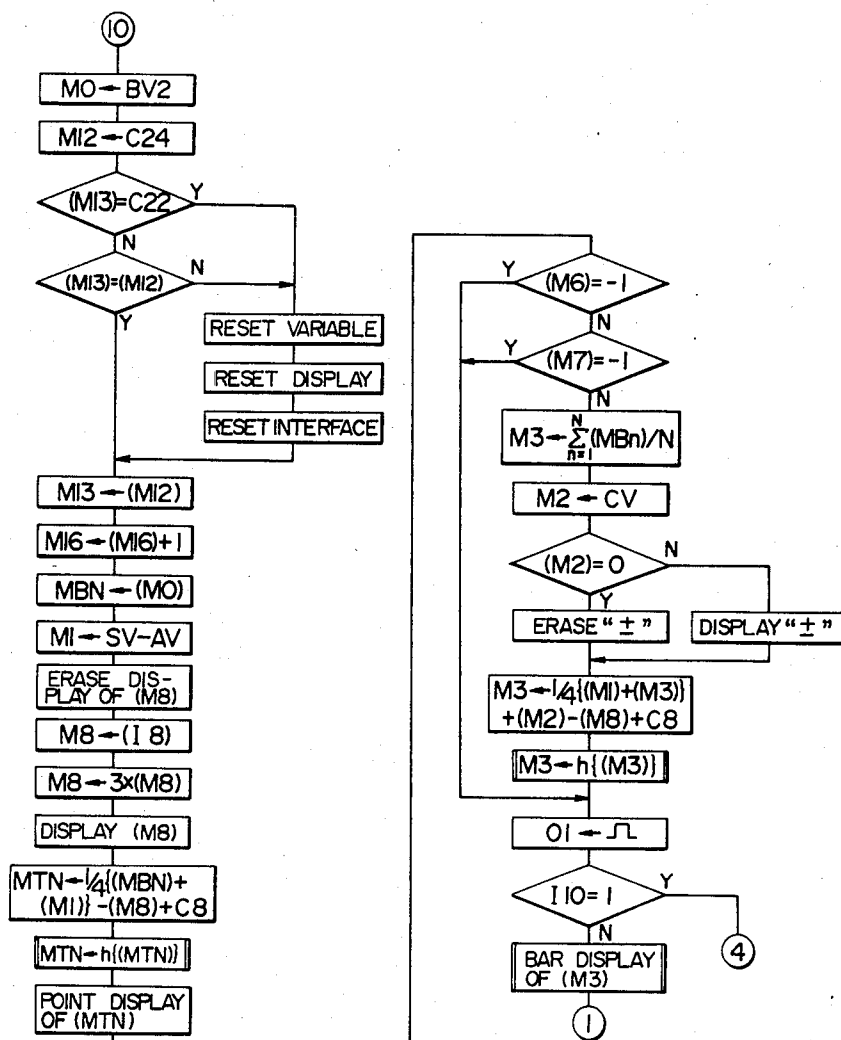 10
M0←BV2
M12←C24
(M13)=C22
Y
N
(M13)=(M12)
N
Y
RESET VARIABLE
RESET DISPLAY
RESET INTERFACE
M13←(M12)
M16←(M16)+1
MBN←(M0)
M1←SV-AV
ERASE DIS-
PLAY OF (M8)
M8←(I 8)
M8←3×(M8)
DISPLAY (M8)
MTN←1/4{(MBN)+
(M1)}-(M8)+C8
MTN←h{(MTN)}
POINT DISPLAY
OF (MTN)
Y
(M6)=-1
N
Y
(M7)=-1
N
M3←N∑n=1(MBn)/N
M2←CV
(M2)=0
N
Y
ERASE "±"
DISPLAY "±"
M3←1/4{(M1)+(M3)}
+(M2)-(M8)+C8
M3←h{(M3)}
O1←⎍
I 10=1
Y
N
4
BAR DISPLAY
OF (M3)
1